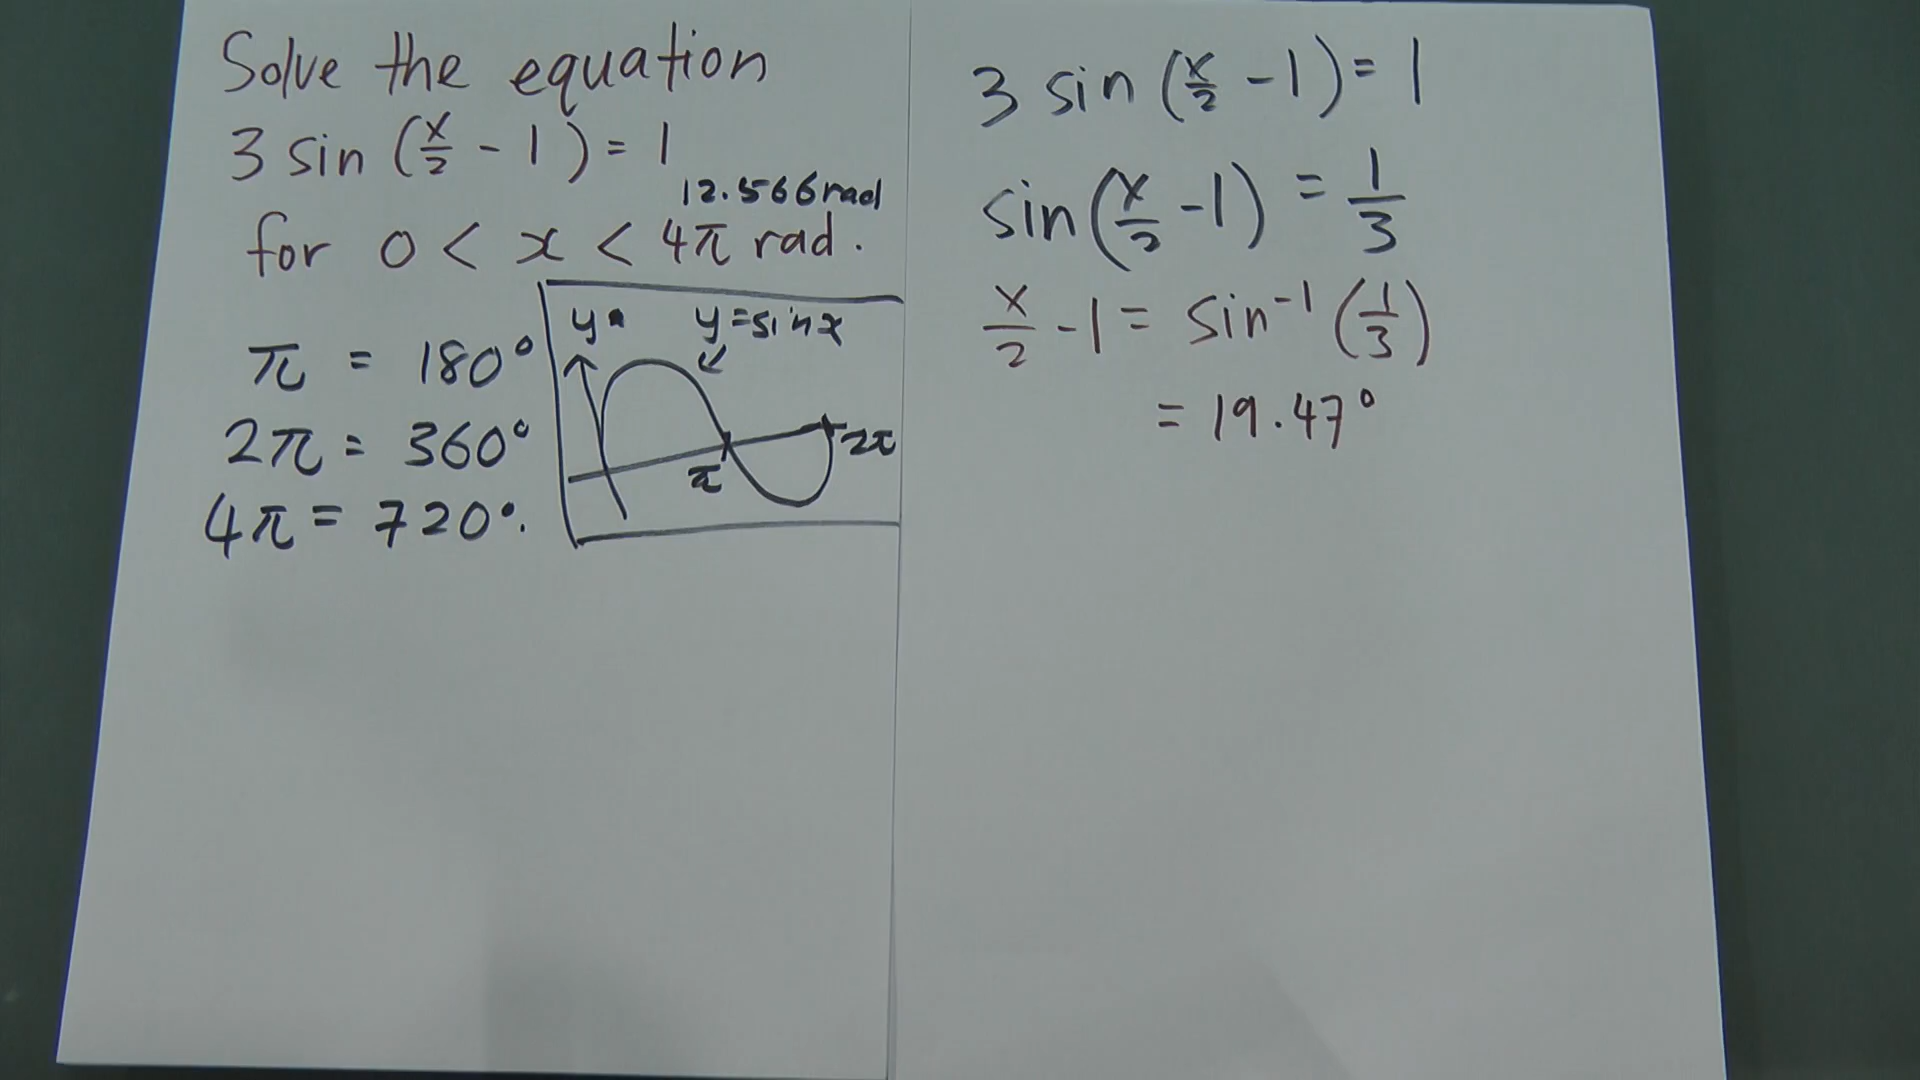 Solve the equation
3 sin (x/2 - 1) = 1
12.566 rad
for 0 < x < 4π rad.
π = 180°
2π = 360°
4π = 720°.
y
y = sin x
π
2π
3 sin (x/2 - 1) = 1
sin (x/2 - 1) = 1/3
x/2 - 1 = sin⁻¹ (1/3)
= 19.47°